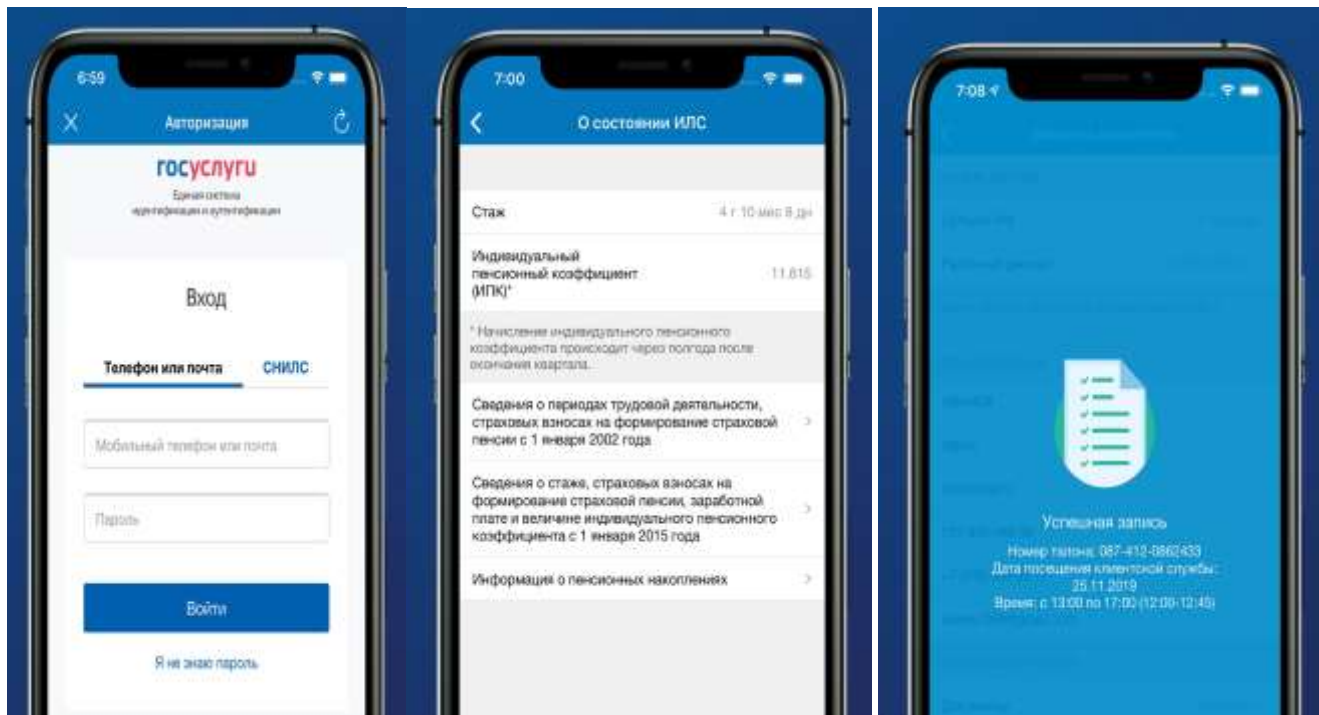 6:59
Авторизация
госуслуги
Единая система
идентификации и аутентификации
Вход
Телефон или почта СНИЛС
Мобильный телефон или почта
Пароль
Войти
Я не знаю пароль
7:00
О состоянии ИЛС
Стаж 4 г 10 мес 8 дн
Индивидуальный
пенсионный коэффициент 11.615
(ИПК)*
* Начисление индивидуального пенсионного
коэффициента происходит через полгода после
окончания квартала.
Сведения о периодах трудовой деятельности,
страховых взносах на формирование страховой
пенсии с 1 января 2002 года
Сведения о стаже, страховых взносах на
формирование страховой пенсии, заработной
плате и величине индивидуального пенсионного
коэффициента с 1 января 2015 года
Информация о пенсионных накоплениях
7:08
Успешная запись
Номер талона: 087-412-0862433
Дата посещения клиентской службы:
25.11.2019
Время: с 13:00 по 17:00 (12:00-12:45)